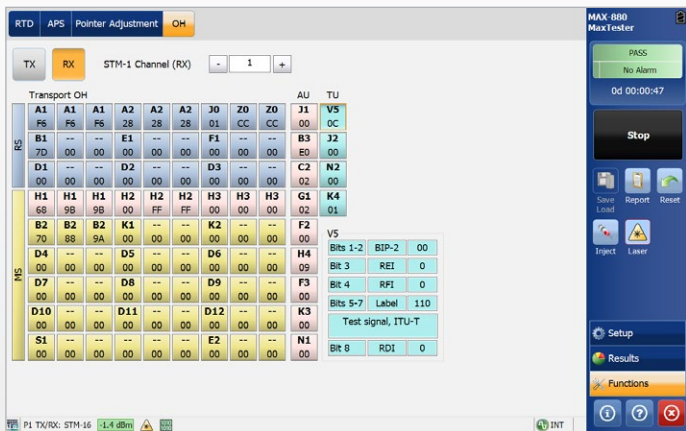 RTD APS Pointer Adjustment OH
TX RX STM-1 Channel (RX) - 1 +
Transport OH AU TU
A1 A1 A1 A2 A2 A2 J0 Z0 Z0 J1 V5
F6 F6 F6 28 28 28 01 CC CC 00 0C
RS
B1 -- -- E1 -- -- F1 -- -- B3 J2
7D 00 00 00 00 00 00 00 00 E0 00
D1 -- -- D2 -- -- D3 -- -- C2 N2
00 00 00 00 00 00 00 00 00 02 00
H1 H1 H1 H2 H2 H2 H3 H3 H3 G1 K4
68 9B 9B 00 FF FF 00 00 00 02 01
B2 B2 B2 K1 -- -- K2 -- -- F2
70 88 9A 00 00 00 00 00 00 00
MS
D4 -- -- D5 -- -- D6 -- -- H4
00 00 00 00 00 00 00 00 00 09
D7 -- -- D8 -- -- D9 -- -- F3
00 00 00 00 00 00 00 00 00 00
D10 -- -- D11 -- -- D12 -- -- K3
00 00 00 00 00 00 00 00 00 00
S1 -- -- -- -- -- E2 -- -- N1
00 00 00 00 00 00 00 00 00 00
V5
Bits 1-2 BIP-2 00
Bit 3 REI 0
Bit 4 RFI 0
Bits 5-7 Label 110
Test signal, ITU-T
Bit 8 RDI 0
P1 TX/RX: STM-16 -1.4 dBm INT
MAX-880
MaxTester
PASS
No Alarm
0d 00:00:47
Stop
Save Load
Report
Reset
Inject
Laser
Setup
Results
Functions